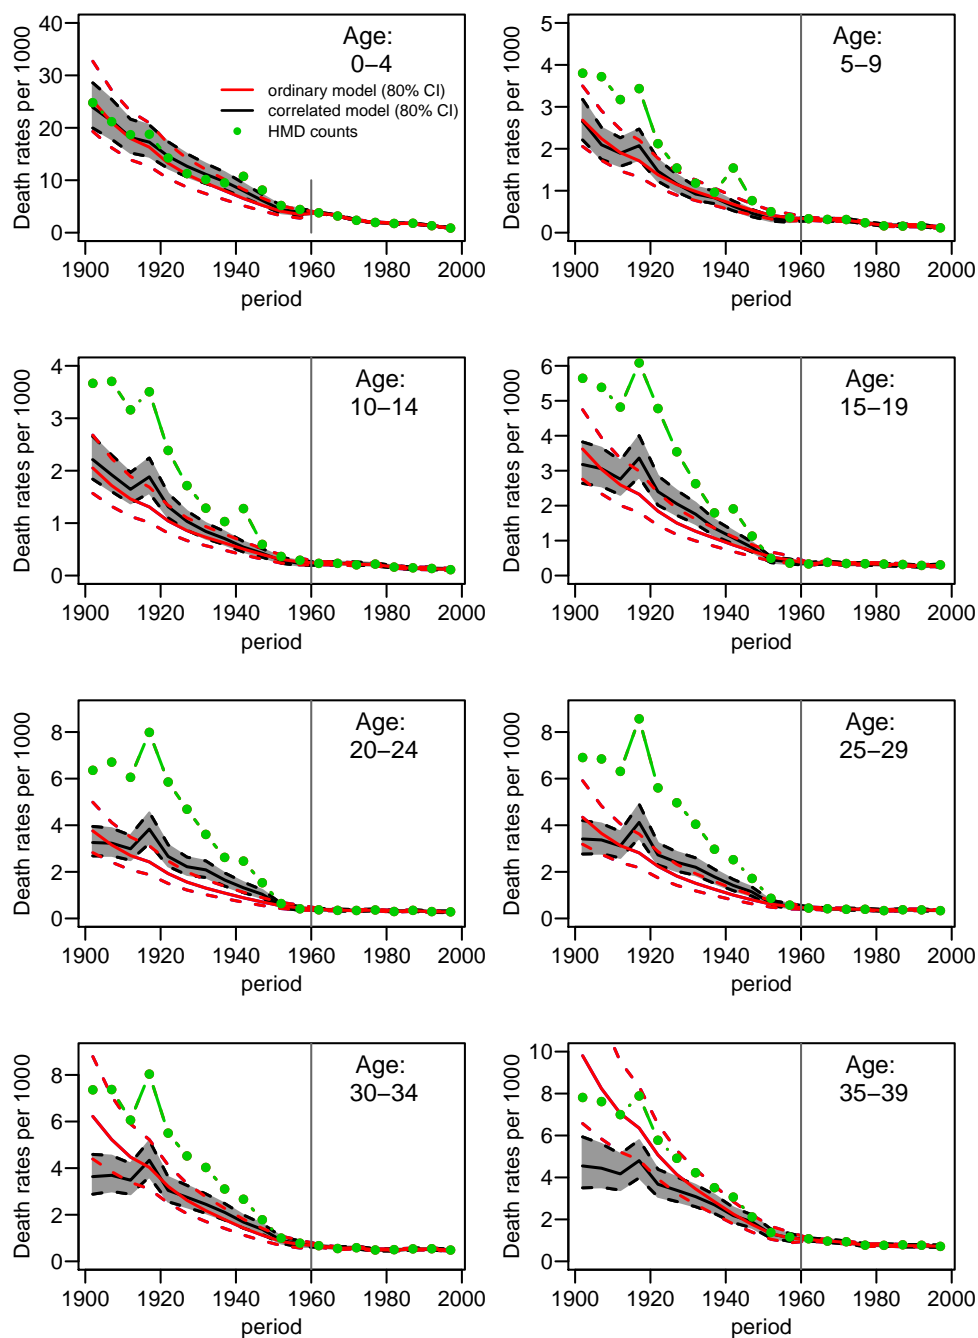 Age:
0–4
ordinary model (80% CI)
correlated model (80% CI)
HMD counts
Death rates per 1000
0
10
20
30
40
1900 1920 1940 1960 1980 2000
period
Age:
5–9
Death rates per 1000
0
1
2
3
4
5
1900 1920 1940 1960 1980 2000
period
Age:
10–14
Death rates per 1000
0
1
2
3
4
1900 1920 1940 1960 1980 2000
period
Age:
15–19
Death rates per 1000
0
1
2
3
4
5
6
1900 1920 1940 1960 1980 2000
period
Age:
20–24
Death rates per 1000
0
2
4
6
8
1900 1920 1940 1960 1980 2000
period
Age:
25–29
Death rates per 1000
0
2
4
6
8
1900 1920 1940 1960 1980 2000
period
Age:
30–34
Death rates per 1000
0
2
4
6
8
1900 1920 1940 1960 1980 2000
period
Age:
35–39
Death rates per 1000
0
2
4
6
8
10
1900 1920 1940 1960 1980 2000
period